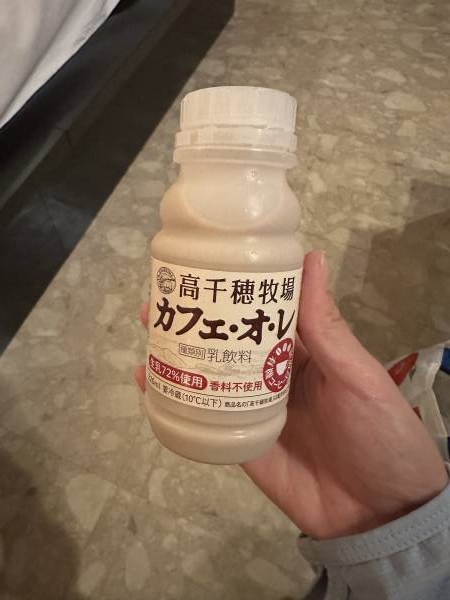 高千穂牧場
カフェ・オ・レ
種類別 乳飲料
生乳72%使用 香料不使用
要冷蔵(10℃以下)